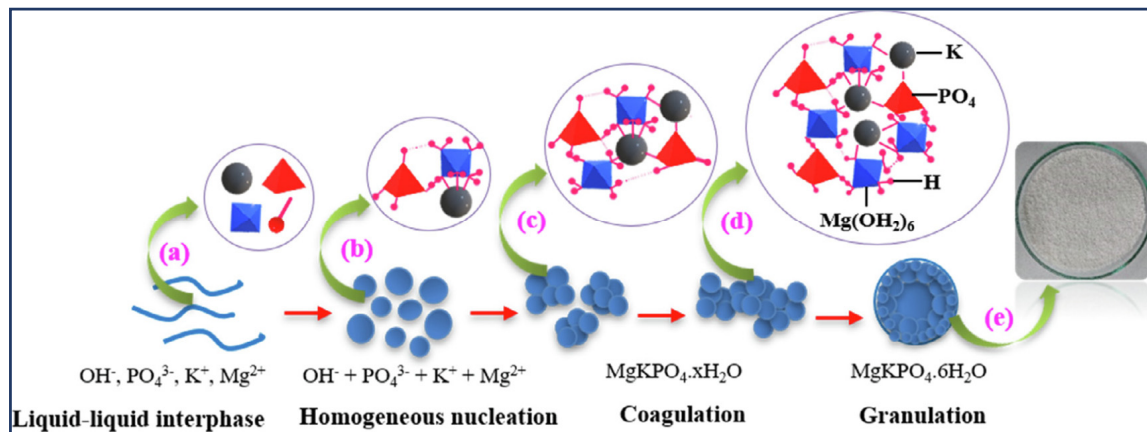 K
PO₄
H
Mg(OH₂)₆
(a)
(b)
(c)
(d)
(e)
OH⁻, PO₄³⁻, K⁺, Mg²⁺
OH⁻ + PO₄³⁻ + K⁺ + Mg²⁺
MgKPO₄.xH₂O
MgKPO₄.6H₂O
Liquid-liquid interphase
Homogeneous nucleation
Coagulation
Granulation